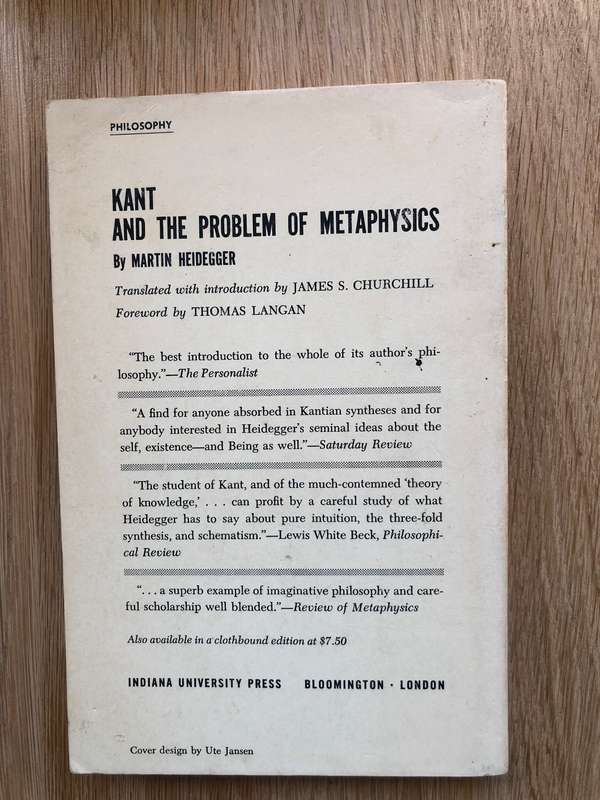 PHILOSOPHY
KANT
AND THE PROBLEM OF METAPHYSICS
By MARTIN HEIDEGGER
Translated with introduction by JAMES S. CHURCHILL
Foreword by THOMAS LANGAN
“The best introduction to the whole of its author’s phi-
losophy.”—The Personalist
“A find for anyone absorbed in Kantian syntheses and for
anybody interested in Heidegger’s seminal ideas about the
self, existence—and Being as well.”—Saturday Review
“The student of Kant, and of the much-contemned ‘theory
of knowledge,’ . . . can profit by a careful study of what
Heidegger has to say about pure intuition, the three-fold
synthesis, and schematism.”—Lewis White Beck, Philosophi-
cal Review
“. . . a superb example of imaginative philosophy and care-
ful scholarship well blended.”—Review of Metaphysics
Also available in a clothbound edition at $7.50
INDIANA UNIVERSITY PRESS BLOOMINGTON · LONDON
Cover design by Ute Jansen